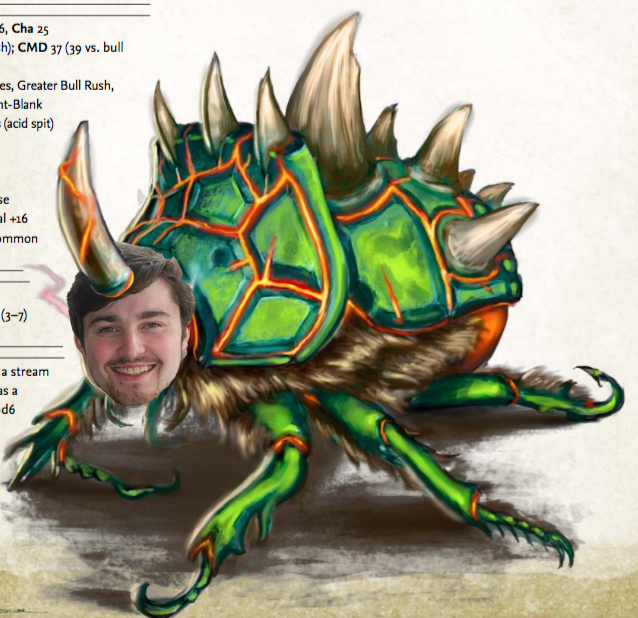 6, Cha 25
sh); CMD 37 (39 vs. bull
es, Greater Bull Rush,
nt-Blank
s (acid spit)
se
al +16
ommon
(3–7)
a stream
as a
d6